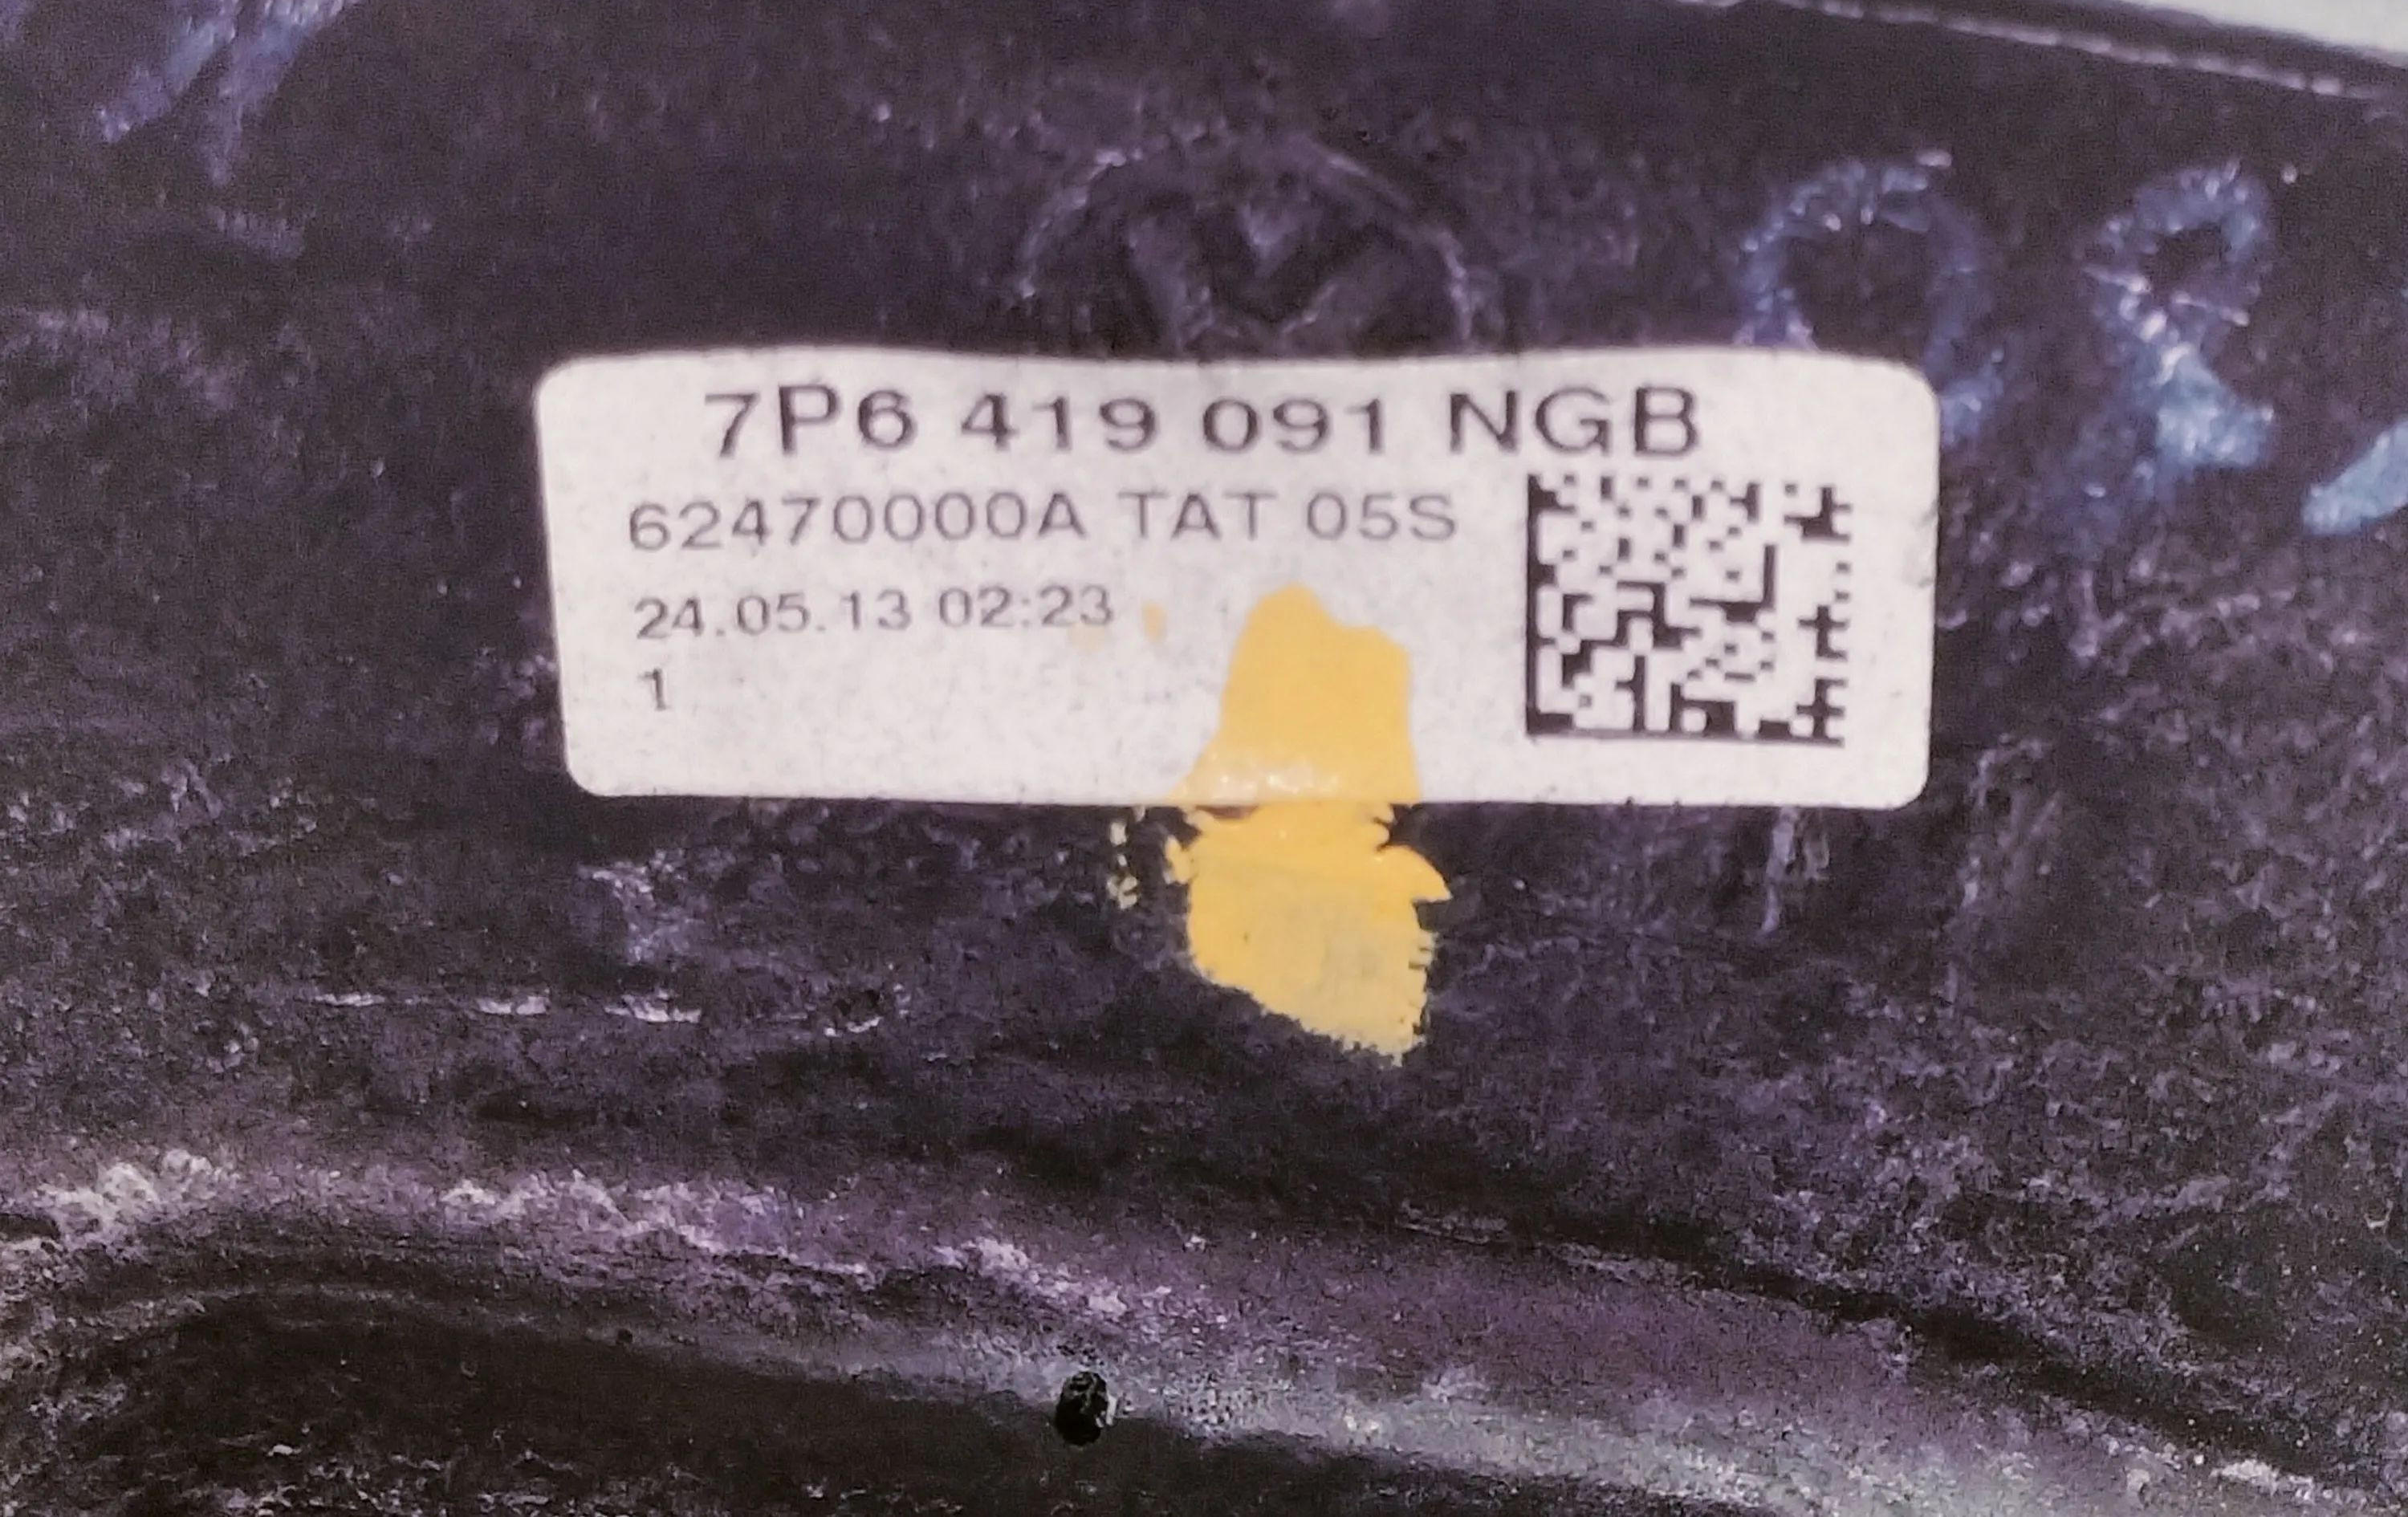 7P6 419 091 NGB
62470000A TAT 05S
24.05.13 02:23
1